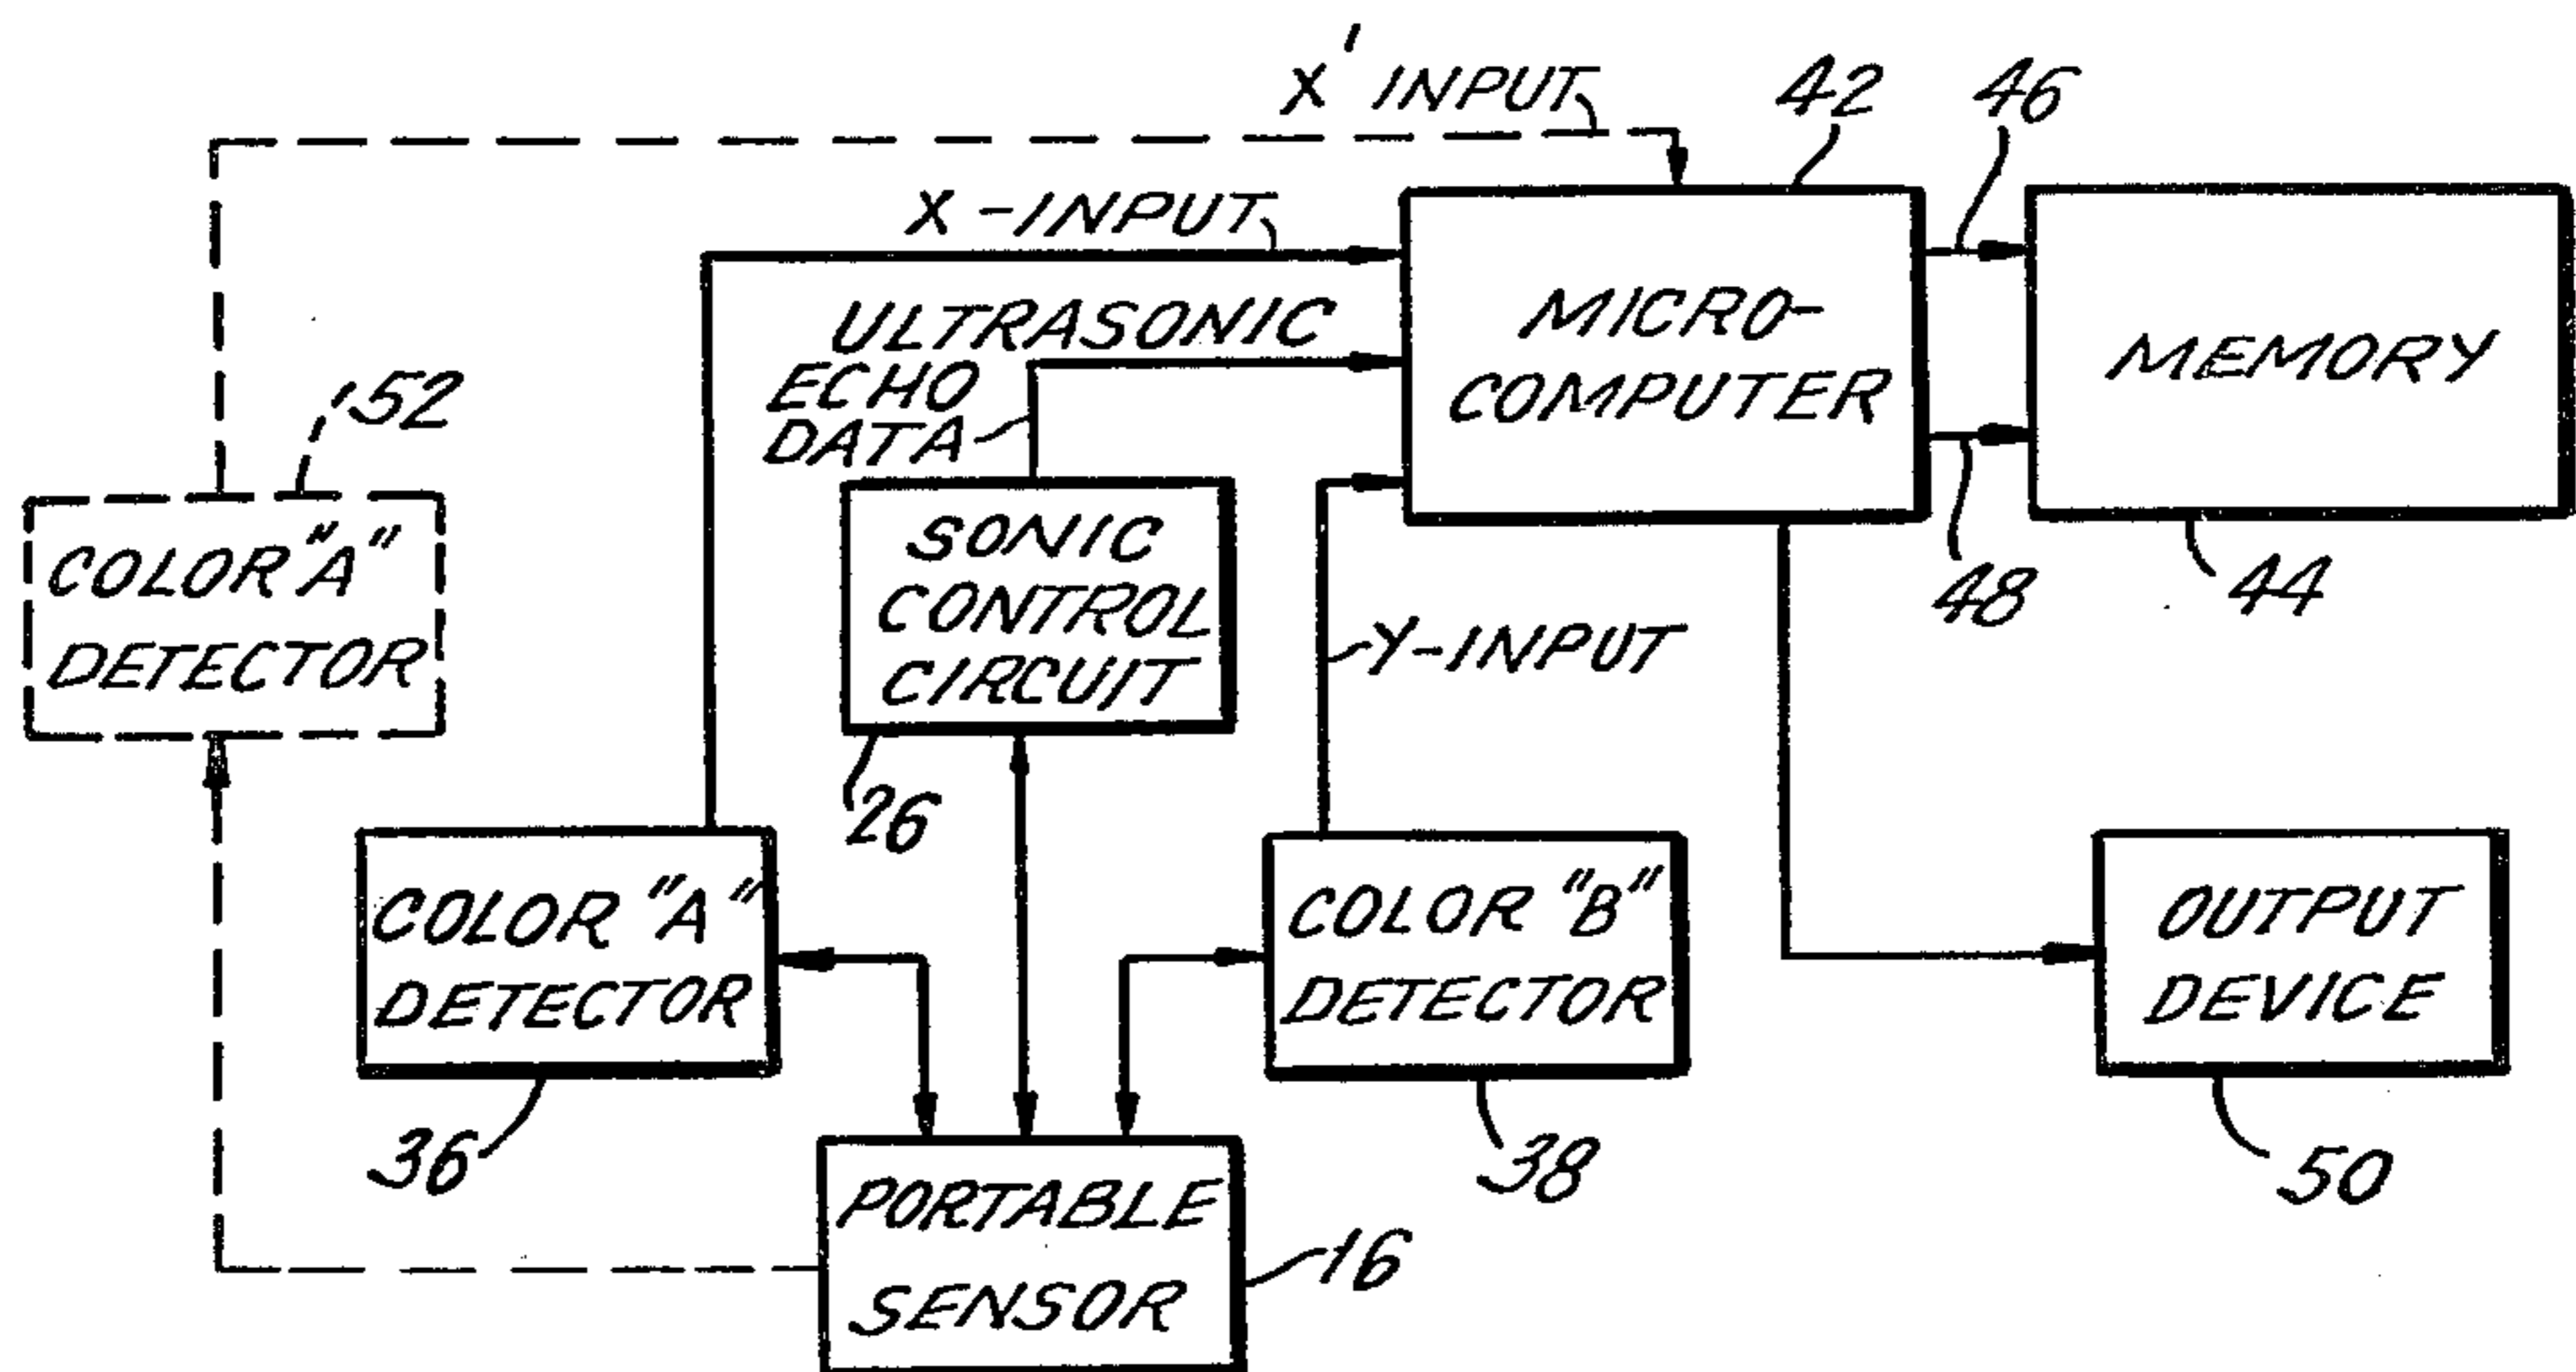 X' INPUT
42
46
X-INPUT
ULTRASONIC
ECHO
DATA
MICRO-
COMPUTER
MEMORY
52
COLOR "A"
DETECTOR
SONIC
CONTROL
CIRCUIT
48
44
Y-INPUT
26
COLOR "A"
DETECTOR
COLOR "B"
DETECTOR
OUTPUT
DEVICE
36
38
50
PORTABLE
SENSOR
16